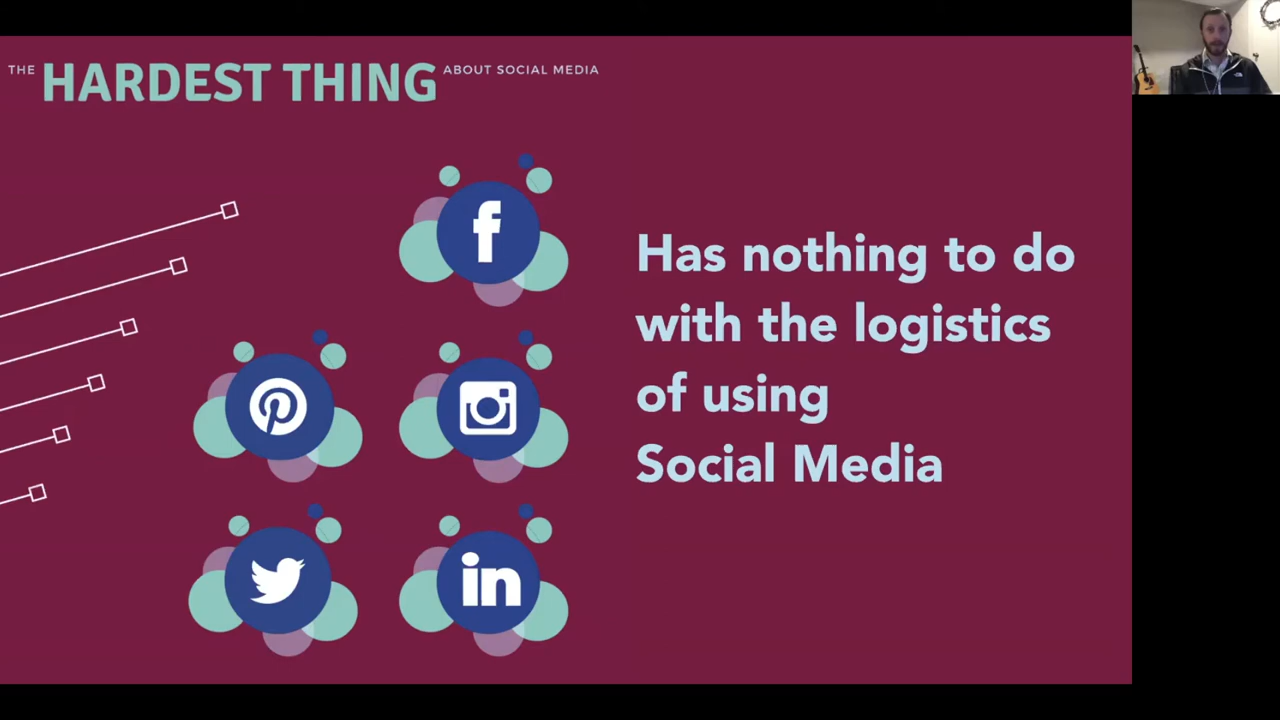 THE HARDEST THING ABOUT SOCIAL MEDIA
Has nothing to do
with the logistics
of using
Social Media